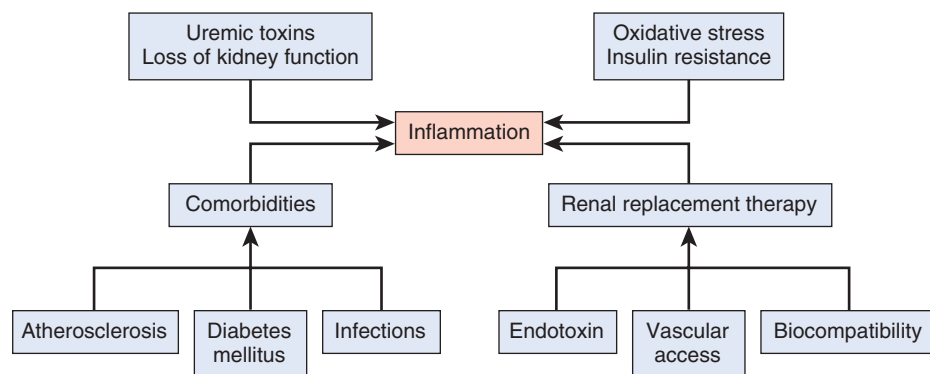 Uremic toxins
Loss of kidney function
Oxidative stress
Insulin resistance
Inflammation
Comorbidities
Renal replacement therapy
Atherosclerosis
Diabetes
mellitus
Infections
Endotoxin
Vascular
access
Biocompatibility